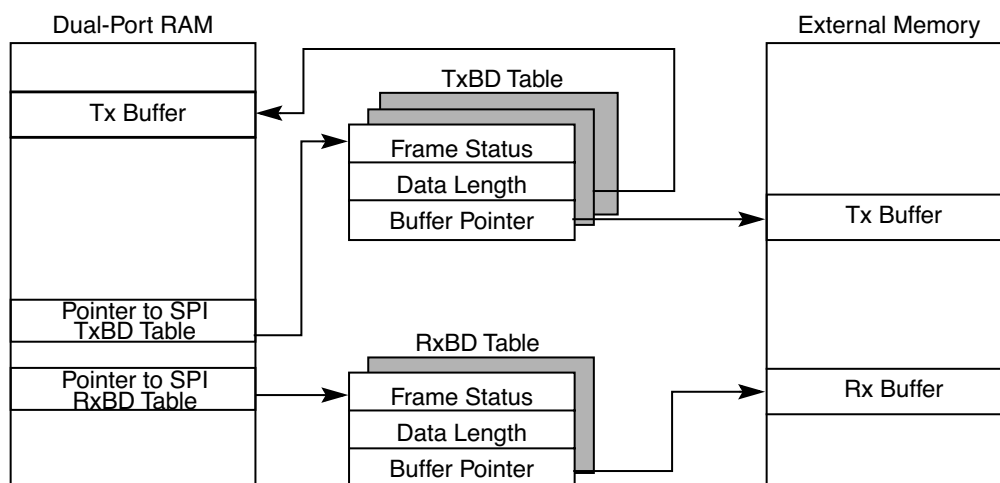 Dual-Port RAM
External Memory
TxBD Table
Tx Buffer
Frame Status
Data Length
Buffer Pointer
Tx Buffer
Pointer to SPI
TxBD Table
RxBD Table
Pointer to SPI
RxBD Table
Frame Status
Data Length
Buffer Pointer
Rx Buffer